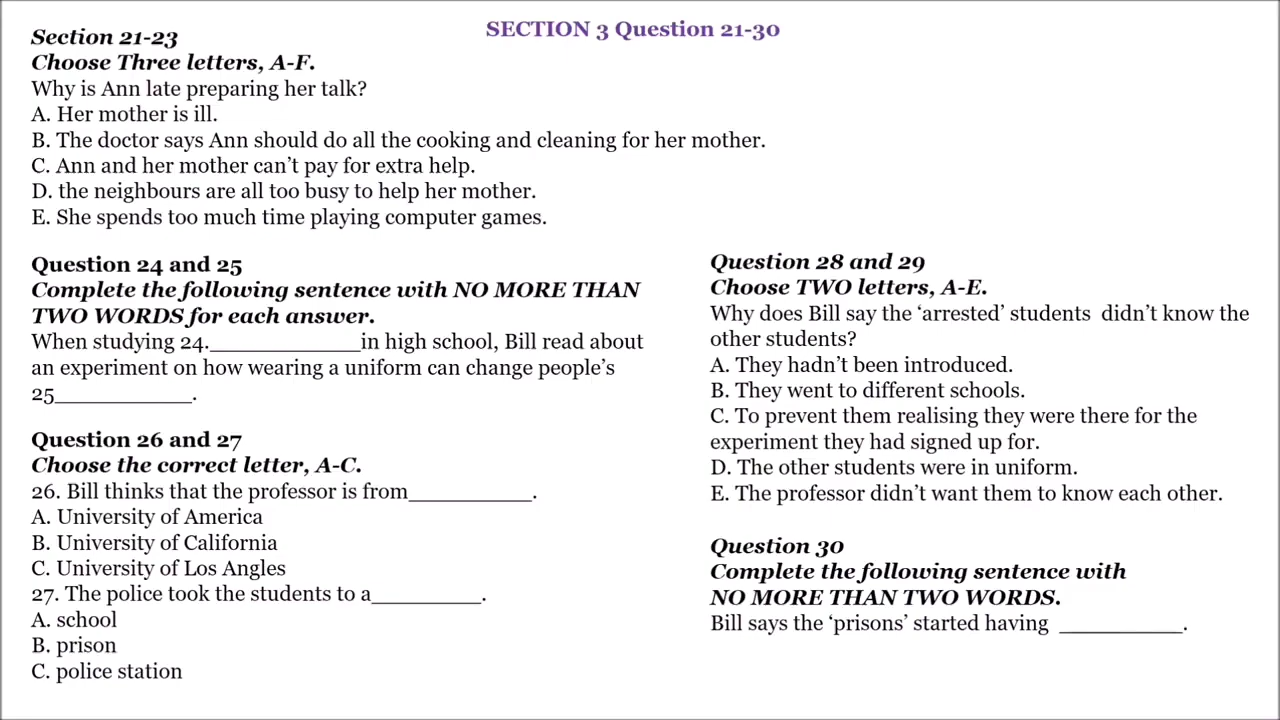 SECTION 3 Question 21-30
Section 21-23
Choose Three letters, A-F.
Why is Ann late preparing her talk?
A. Her mother is ill.
B. The doctor says Ann should do all the cooking and cleaning for her mother.
C. Ann and her mother can't pay for extra help.
D. the neighbours are all too busy to help her mother.
E. She spends too much time playing computer games.
Question 24 and 25
Complete the following sentence with NO MORE THAN
TWO WORDS for each answer.
When studying 24.____________in high school, Bill read about
an experiment on how wearing a uniform can change people's
25___________.
Question 26 and 27
Choose the correct letter, A-C.
26. Bill thinks that the professor is from__________.
A. University of America
B. University of California
C. University of Los Angles
27. The police took the students to a_________.
A. school
B. prison
C. police station
Question 28 and 29
Choose TWO letters, A-E.
Why does Bill say the 'arrested' students didn't know the
other students?
A. They hadn't been introduced.
B. They went to different schools.
C. To prevent them realising they were there for the
experiment they had signed up for.
D. The other students were in uniform.
E. The professor didn't want them to know each other.
Question 30
Complete the following sentence with
NO MORE THAN TWO WORDS.
Bill says the 'prisons' started having __________.